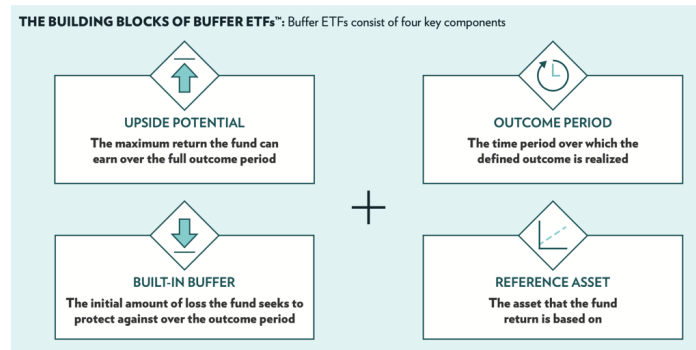 THE BUILDING BLOCKS OF BUFFER ETFs™: Buffer ETFs consist of four key components
UPSIDE POTENTIAL
The maximum return the fund can
earn over the full outcome period
OUTCOME PERIOD
The time period over which the
defined outcome is realized
+
BUILT-IN BUFFER
The initial amount of loss the fund seeks to
protect against over the outcome period
REFERENCE ASSET
The asset that the fund
return is based on